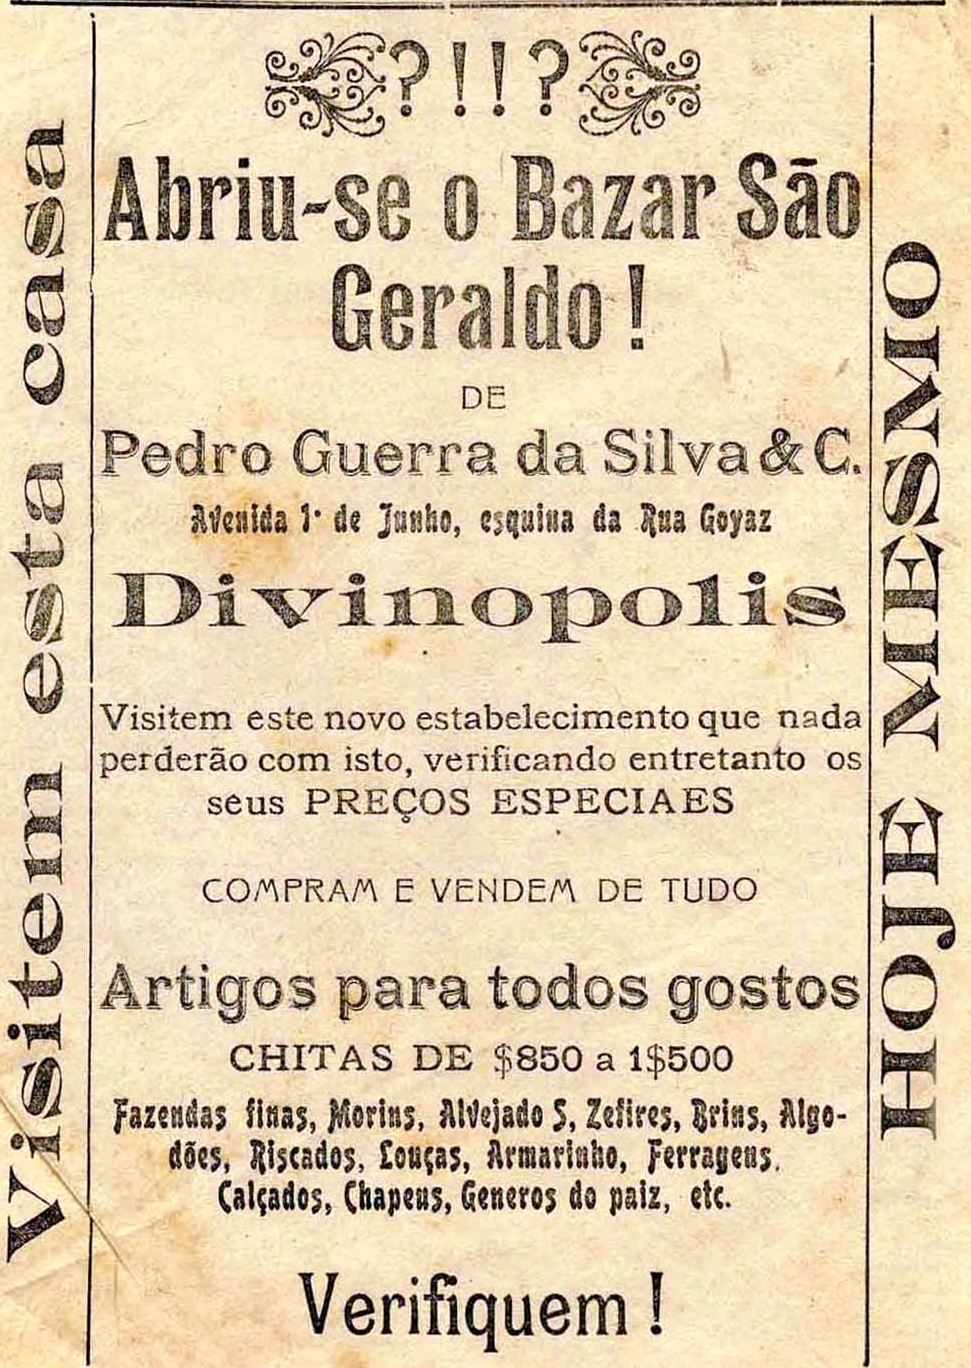 ? ! ! ?
Abriu-se o Bazar São
Geraldo !
DE
Pedro Guerra da Silva & C.
Avenida 1º de Junho, esquina da Rua Goyaz
Divinopolis
Visitem este novo estabelecimento que nada
perderão com isto, verificando entretanto os
seus PREÇOS ESPECIAES
COMPRAM E VENDEM DE TUDO
Artigos para todos gostos
CHITAS DE $850 a 1$500
Fazendas finas, Morins, Alvejado S, Zefires, Brins, Algo-
dões, Riscados, Louças, Armarinho, Ferragens,
Calçados, Chapeus, Generos do paiz, etc.
Verifiquem !
Visitem esta casa
HOJE MESMO